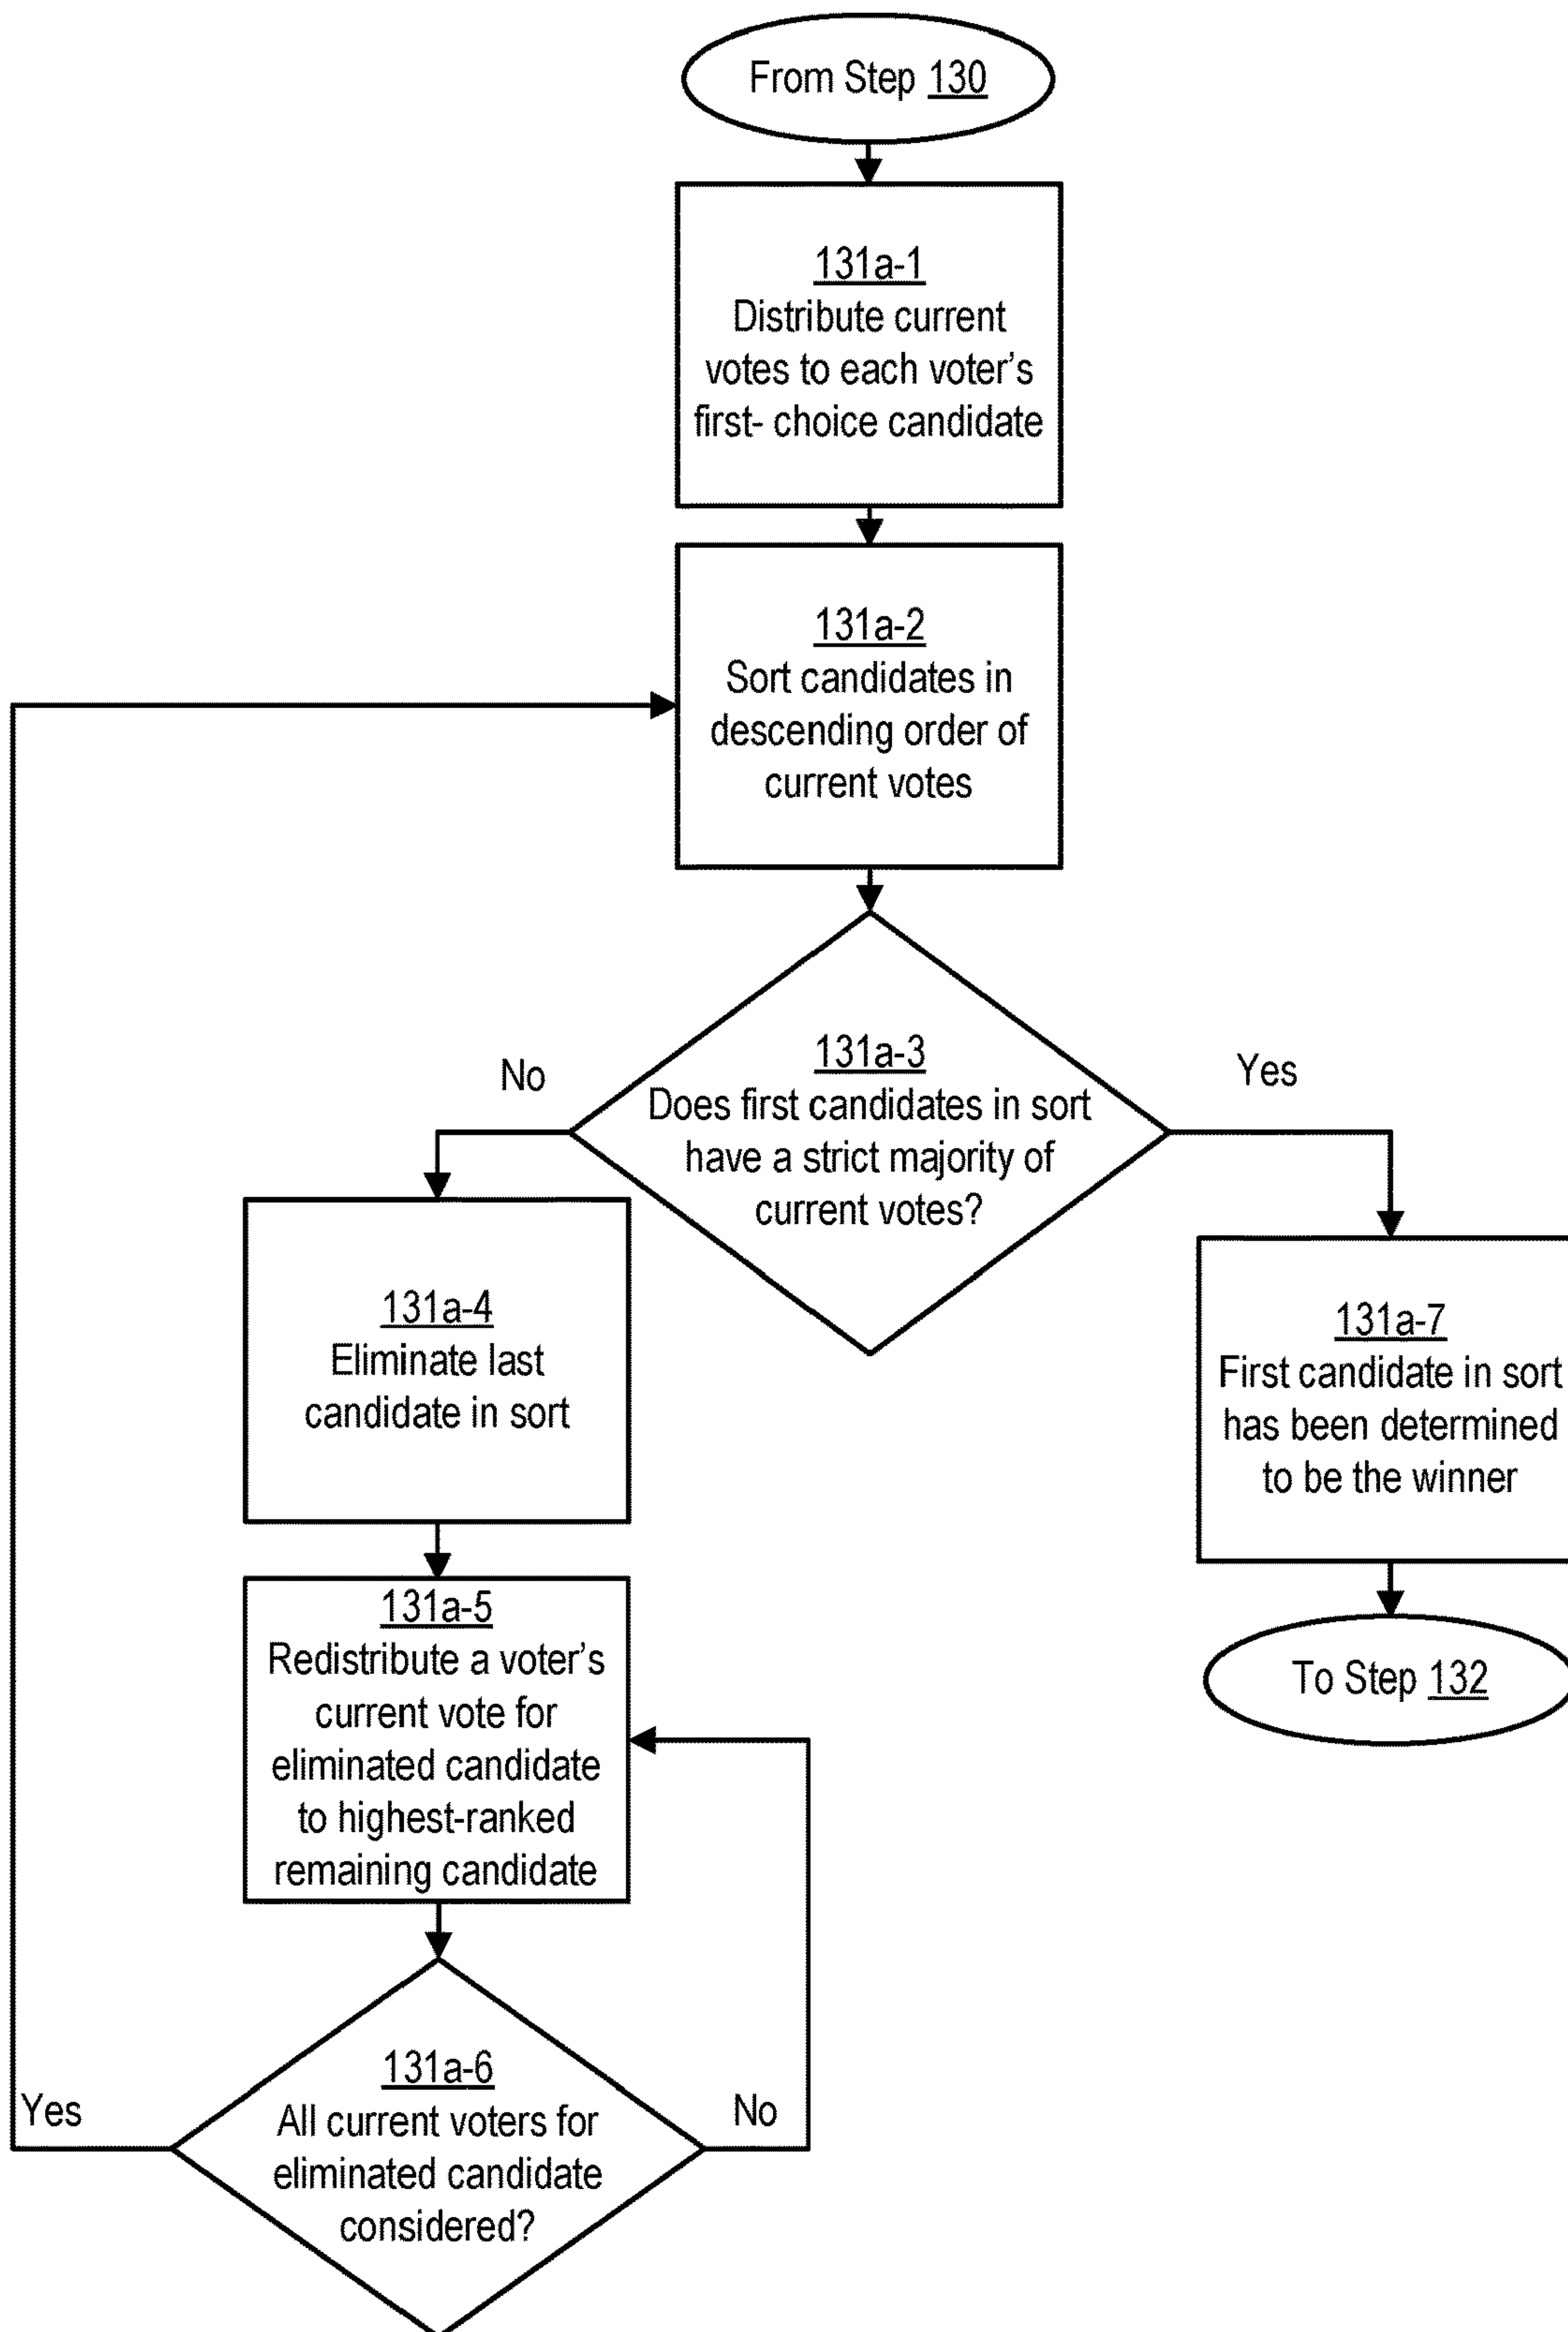 From Step 130
131a-1
Distribute current
votes to each voter's
first- choice candidate
131a-2
Sort candidates in
descending order of
current votes
131a-3
Does first candidates in sort
have a strict majority of
current votes?
No
Yes
131a-4
Eliminate last
candidate in sort
131a-7
First candidate in sort
has been determined
to be the winner
131a-5
Redistribute a voter's
current vote for
eliminated candidate
to highest-ranked
remaining candidate
To Step 132
131a-6
All current voters for
eliminated candidate
considered?
Yes
No